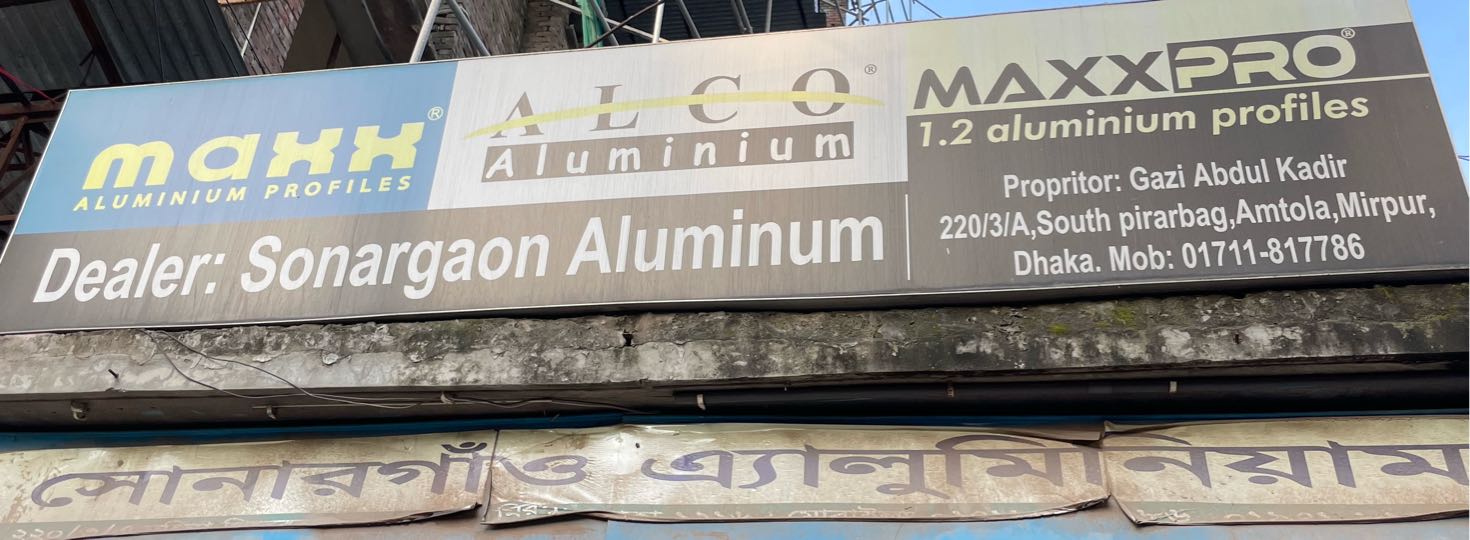 maxx®
ALUMINIUM PROFILES
ALCO®
Aluminium
MAXXPRO®
1.2 aluminium profiles
Dealer: Sonargaon Aluminum
Propritor: Gazi Abdul Kadir
220/3/A,South pirarbag,Amtola,Mirpur,
Dhaka. Mob: 01711-817786
সোনারগাঁও এ্যালুমিনিয়াম